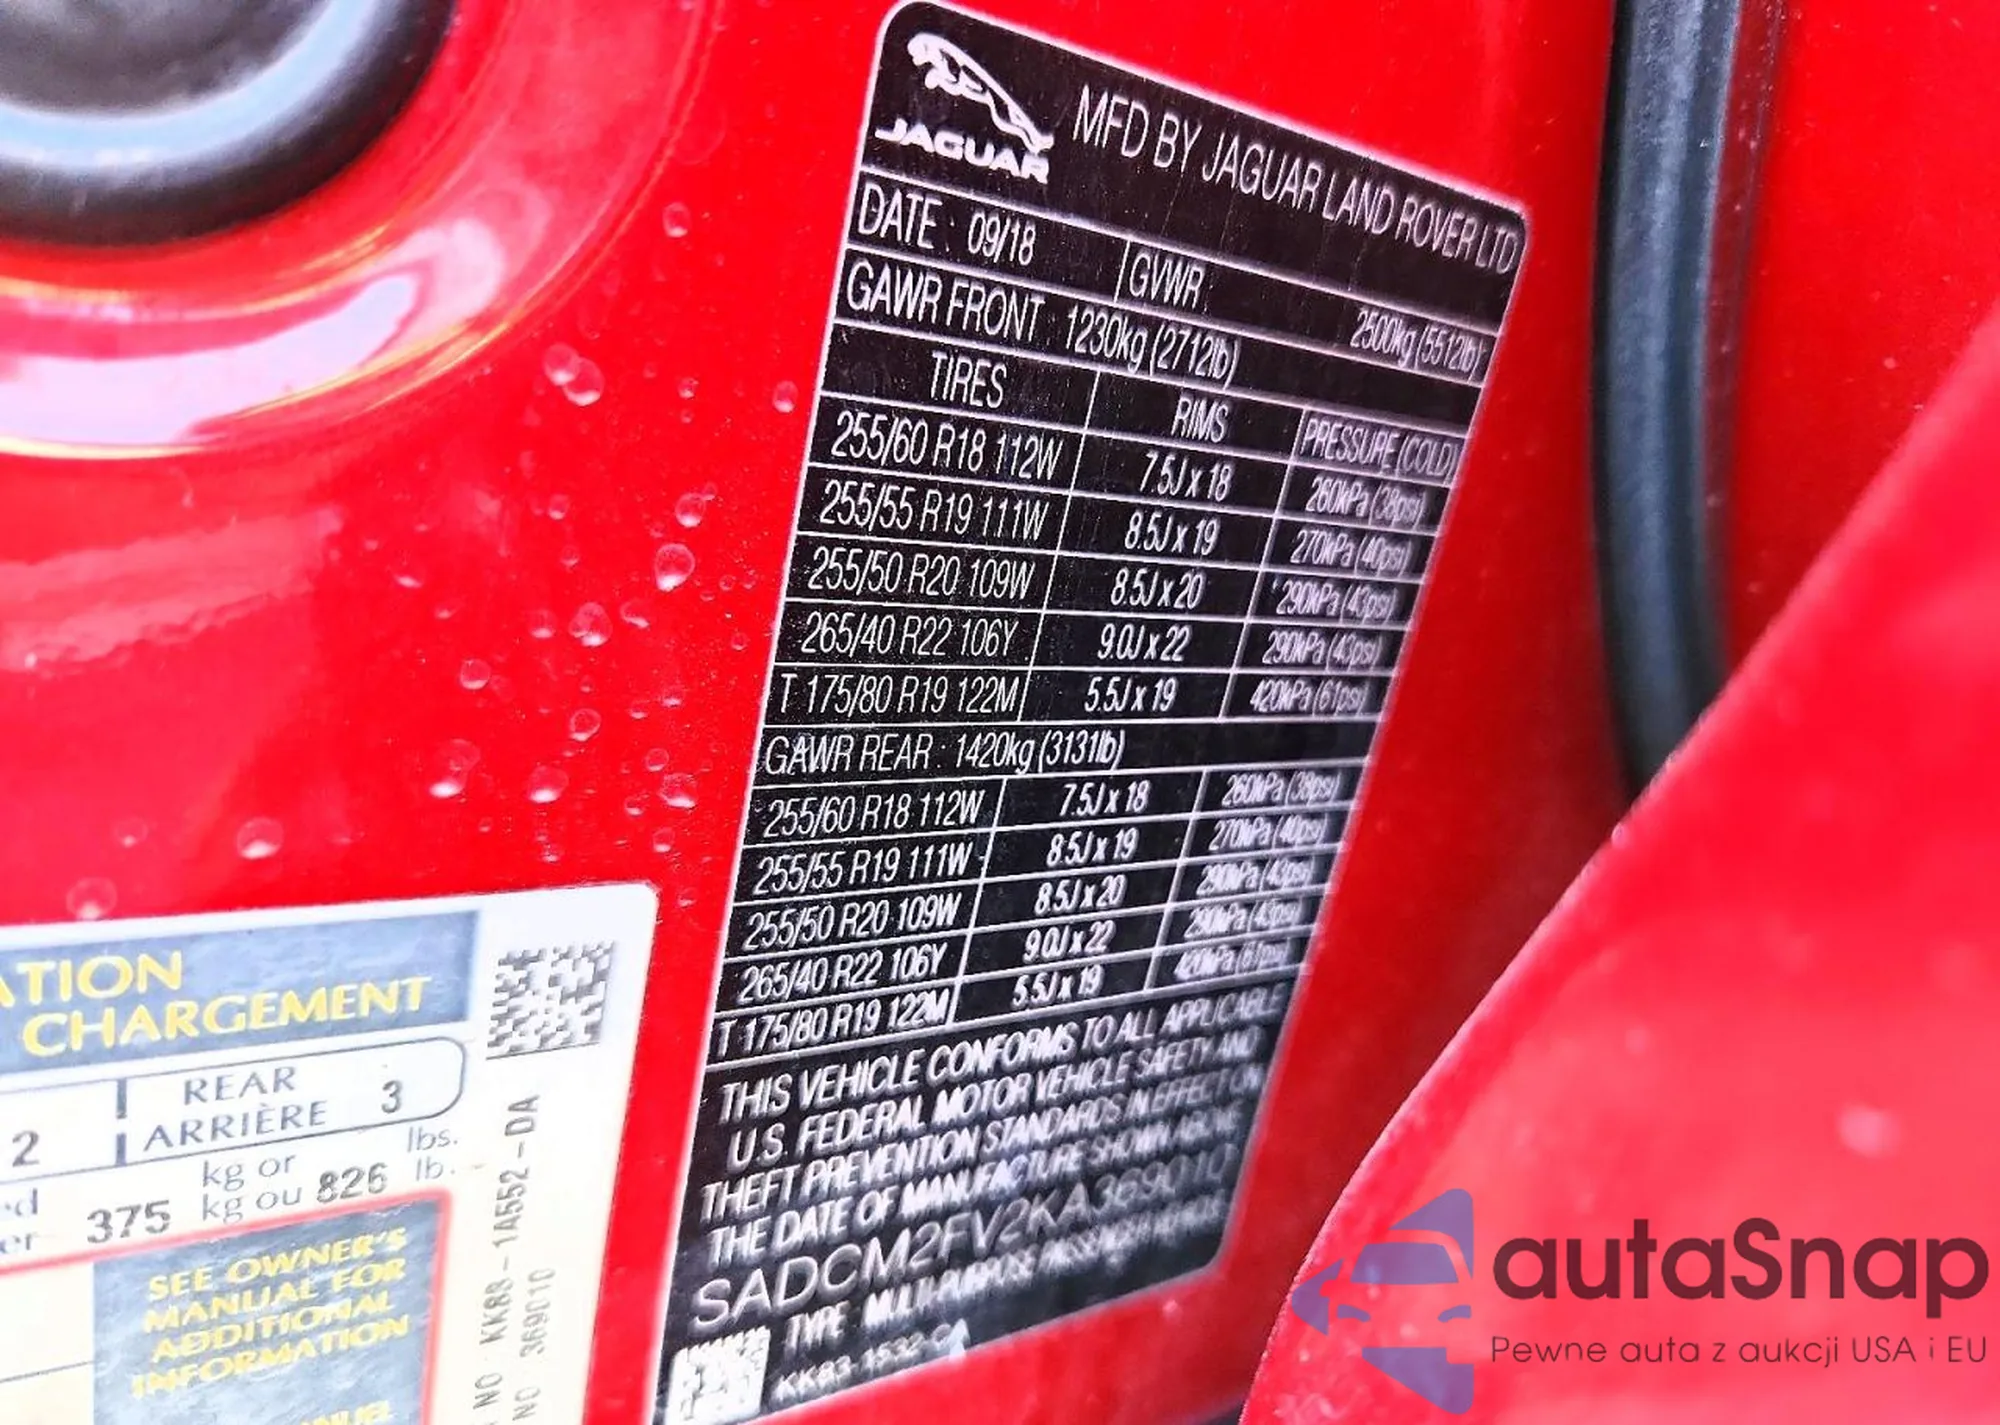 JAGUAR
MFD BY JAGUAR LAND ROVER LTD
DATE : 09/18 GVWR 2500kg (5512lb)
GAWR FRONT : 1230kg (2712lb)
TIRES RIMS PRESSURE (COLD)
255/60 R18 112W 7.5J x 18 260kPa (38psi)
255/55 R19 111W 8.5J x 19 270kPa (40psi)
255/50 R20 109W 8.5J x 20 290kPa (43psi)
265/40 R22 106Y 9.0J x 22 290kPa (43psi)
T 175/80 R19 122M 5.5J x 19 420kPa (61psi)
GAWR REAR : 1420kg (3131lb)
255/60 R18 112W 7.5J x 18 260kPa (38psi)
255/55 R19 111W 8.5J x 19 270kPa (40psi)
255/50 R20 109W 8.5J x 20 290kPa (43psi)
265/40 R22 106Y 9.0J x 22 290kPa (43psi)
T 175/80 R19 122M 5.5J x 19 420kPa (61psi)
THIS VEHICLE CONFORMS TO ALL APPLICABLE
U.S. FEDERAL MOTOR VEHICLE SAFETY AND
THEFT PREVENTION STANDARDS IN EFFECT ON
THE DATE OF MANUFACTURE SHOWN ABOVE
SADCM2FV2KA369010
TYPE MULTI-PURPOSE PASSENGER VEHICLE
KK83-1532-CA
ATION
CHARGEMENT
2 REAR
ARRIÈRE 3
375 kg or
kg ou 826 lbs.
lb.
SEE OWNER'S
MANUAL FOR
ADDITIONAL
INFORMATION
NO : KK88-1A552-DA
NO : 369010
autaSnap
Pewne auta z aukcji USA i EU